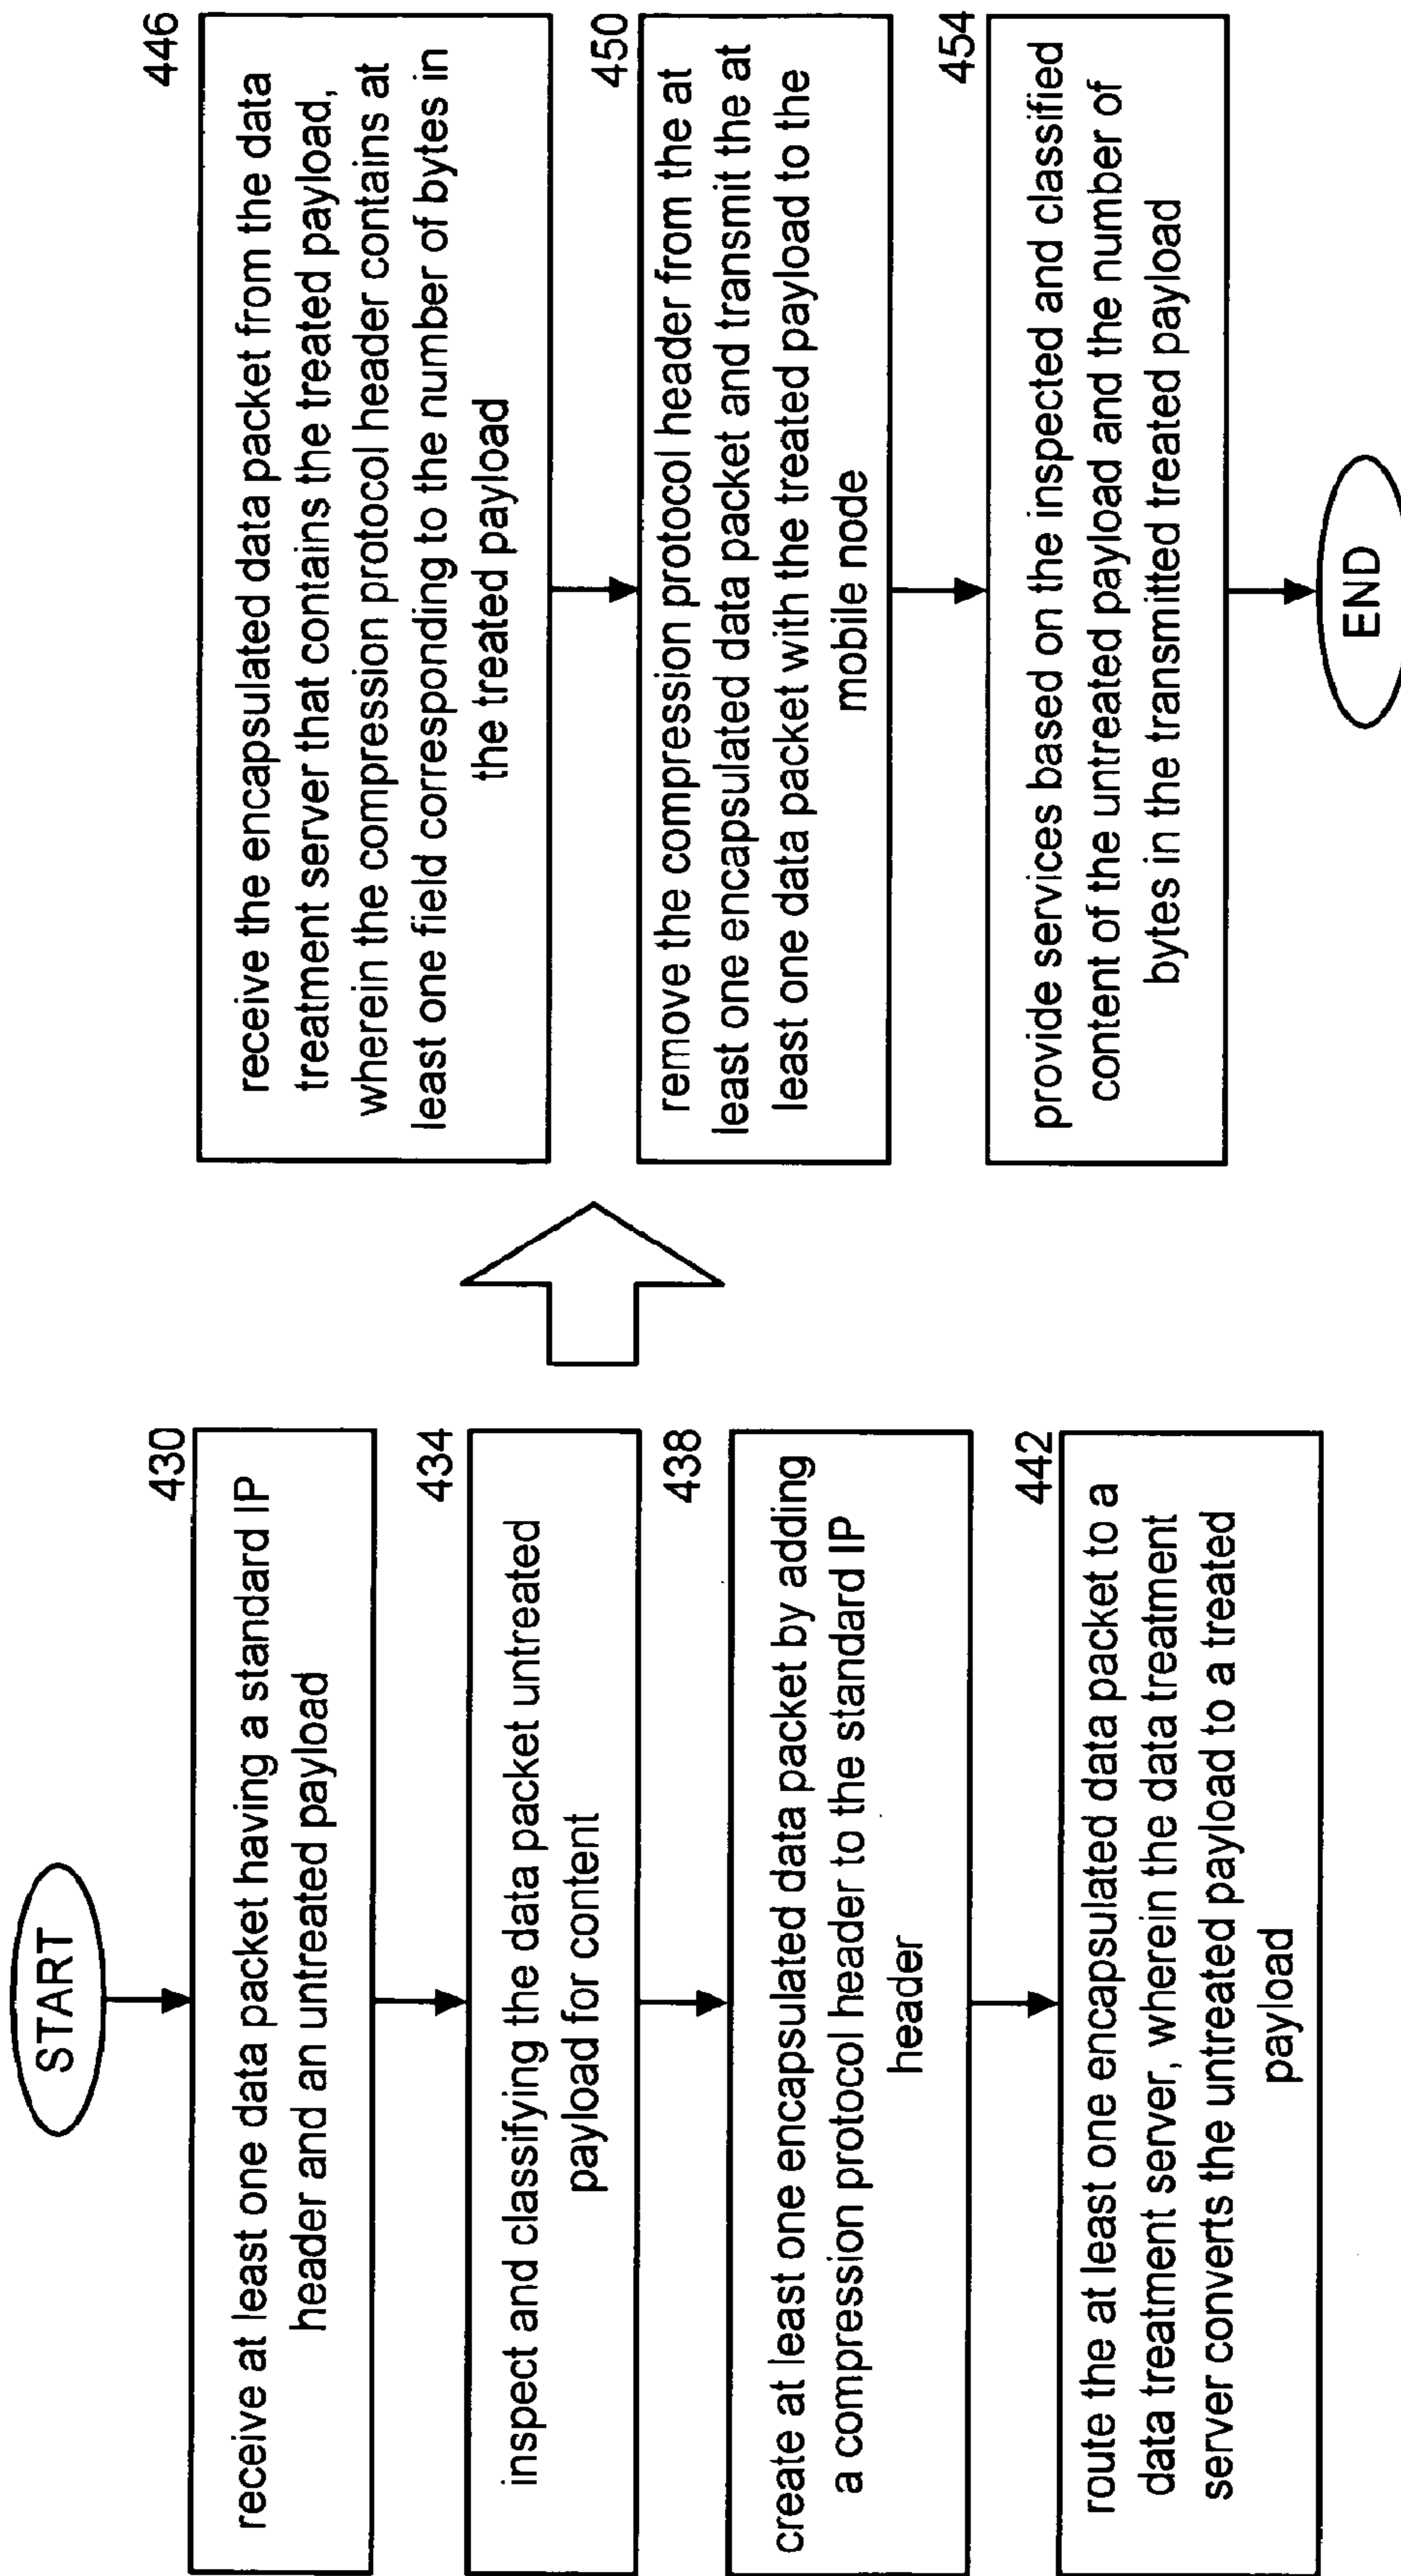 START
430
receive at least one data packet having a standard IP
header and an untreated payload
434
inspect and classifying the data packet untreated
payload for content
438
create at least one encapsulated data packet by adding
a compression protocol header to the standard IP
header
442
route the at least one encapsulated data packet to a
data treatment server, wherein the data treatment
server converts the untreated payload to a treated
payload
446
receive the encapsulated data packet from the data
treatment server that contains the treated payload,
wherein the compression protocol header contains at
least one field corresponding to the number of bytes in
the treated payload
450
remove the compression protocol header from the at
least one encapsulated data packet and transmit the at
least one data packet with the treated payload to the
mobile node
454
provide services based on the inspected and classified
content of the untreated payload and the number of
bytes in the transmitted treated payload
END